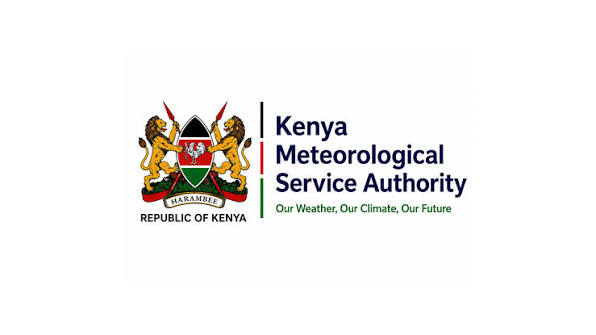 HARAMBEE
REPUBLIC OF KENYA
Kenya
Meteorological
Service Authority
Our Weather, Our Climate, Our Future